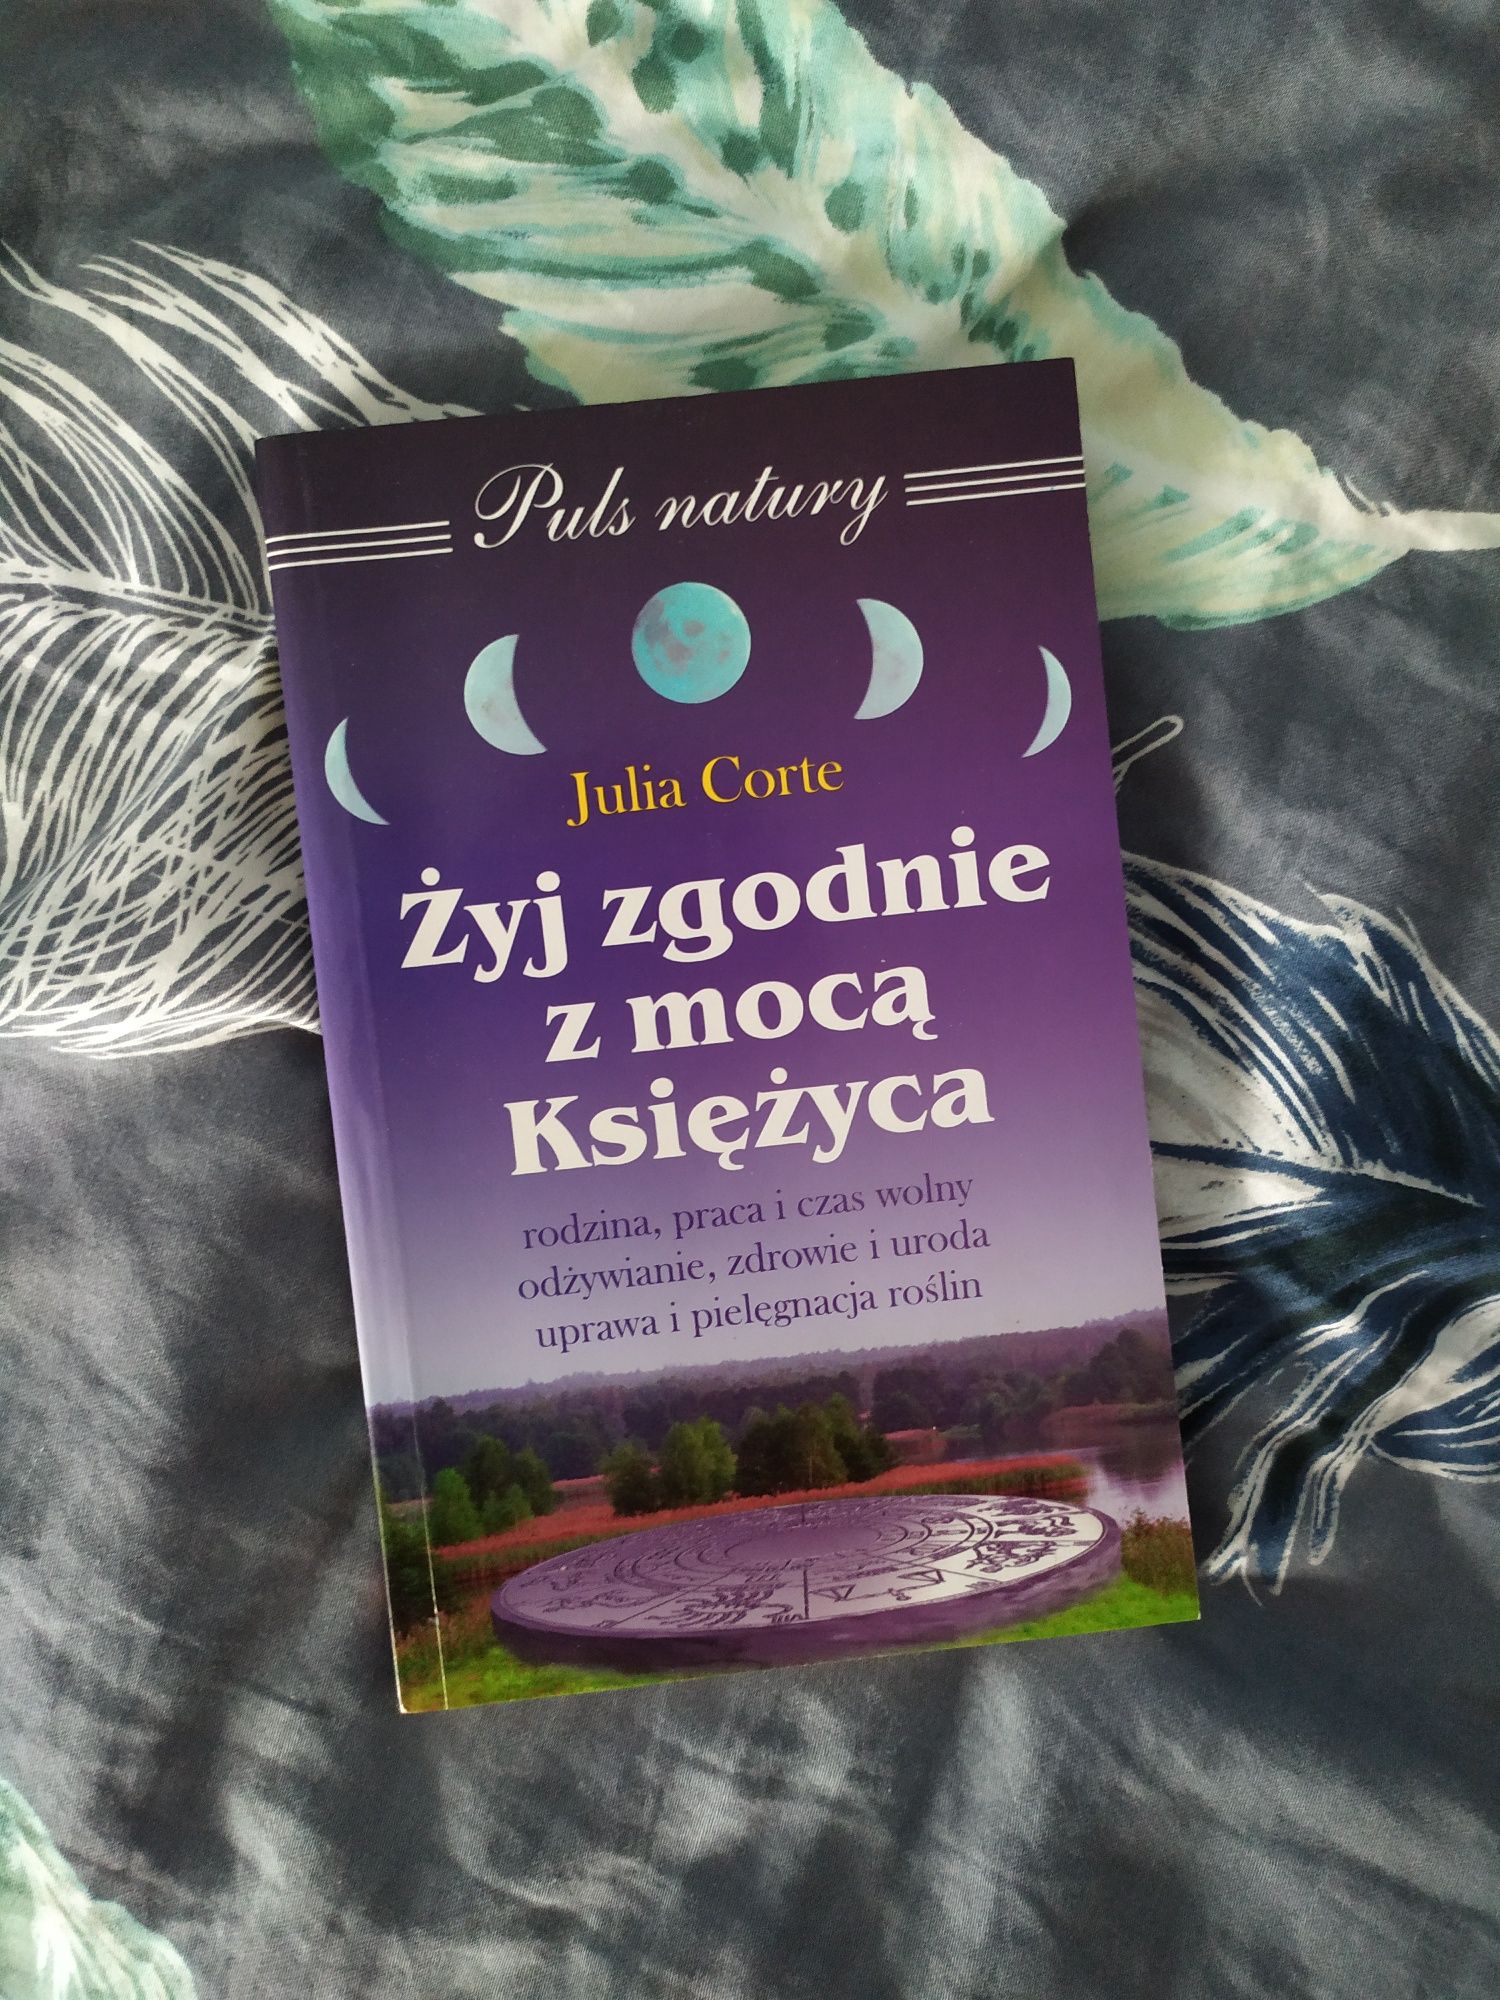 Puls natury
Julia Corte
Żyj zgodnie
z mocą
Księżyca
rodzina, praca i czas wolny
odżywianie, zdrowie i uroda
uprawa i pielęgnacja roślin